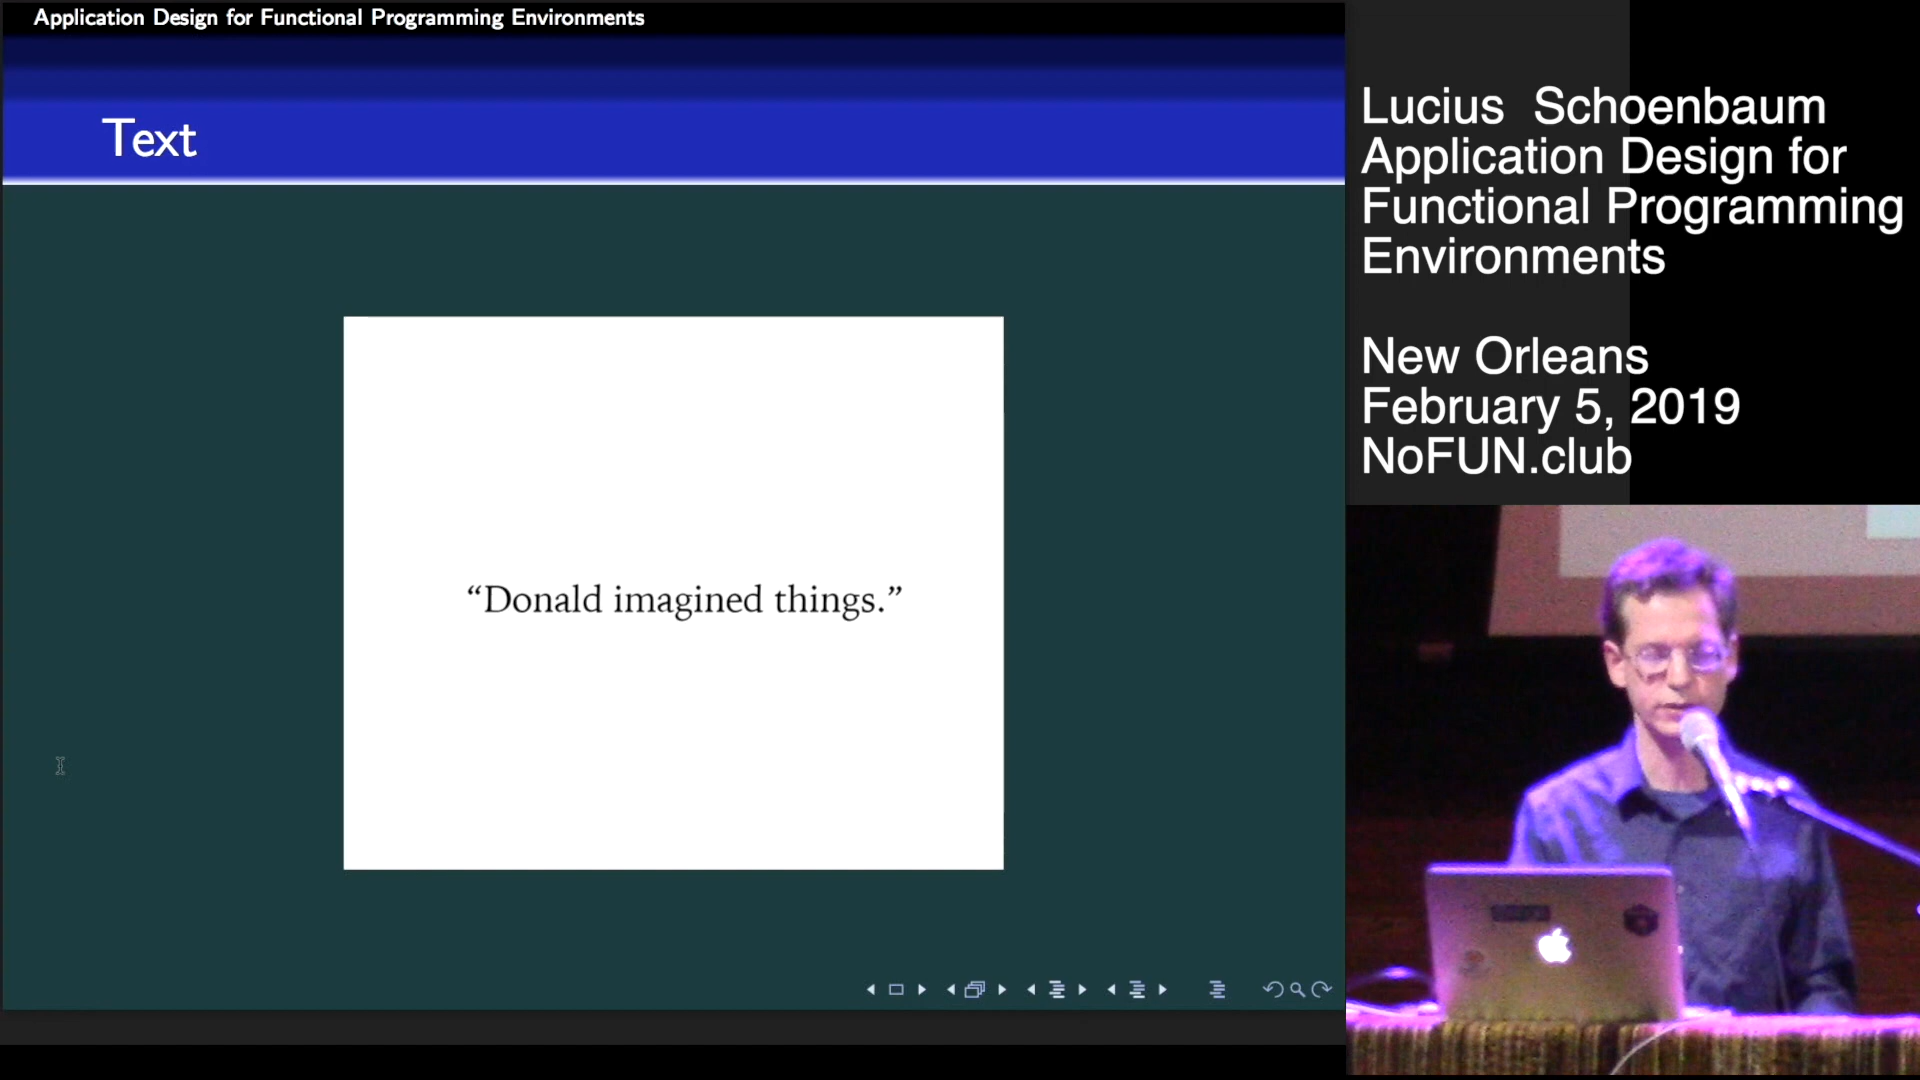 Application Design for Functional Programming Environments
Text
“Donald imagined things.”
Lucius Schoenbaum
Application Design for
Functional Programming
Environments
New Orleans
February 5, 2019
NoFUN.club